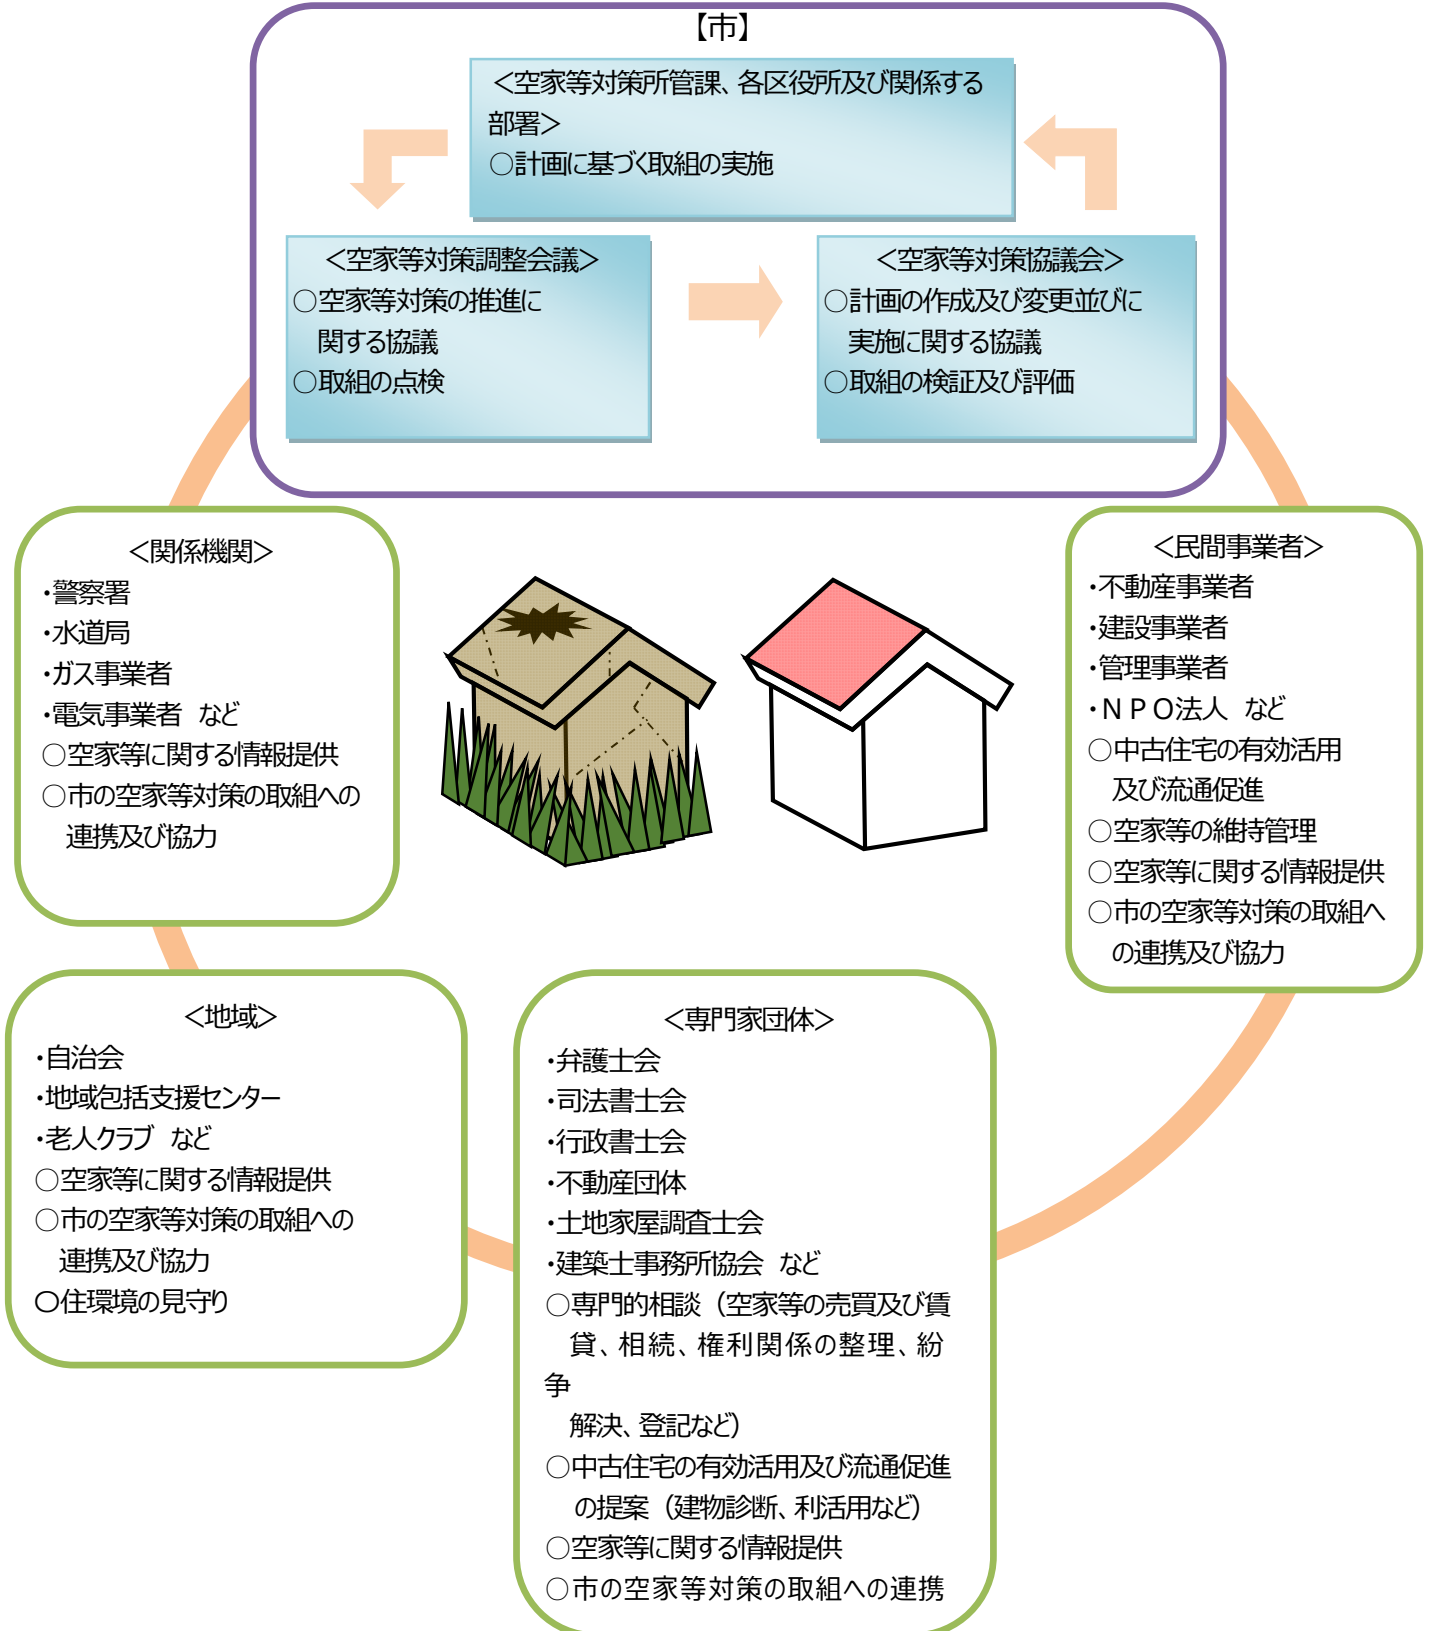 【市】
＜空家等対策所管課、各区役所及び関係する
部署＞
○計画に基づく取組の実施
＜空家等対策調整会議＞
○空家等対策の推進に
関する協議
○取組の点検
＜空家等対策協議会＞
○計画の作成及び変更並びに
実施に関する協議
○取組の検証及び評価
＜関係機関＞
・警察署
・水道局
・ガス事業者
・電気事業者　など
○空家等に関する情報提供
○市の空家等対策の取組への
連携及び協力
＜民間事業者＞
・不動産事業者
・建設事業者
・管理事業者
・ＮＰＯ法人　など
○中古住宅の有効活用
及び流通促進
○空家等の維持管理
○空家等に関する情報提供
○市の空家等対策の取組へ
の連携及び協力
＜地域＞
・自治会
・地域包括支援センター
・老人クラブ　など
○空家等に関する情報提供
○市の空家等対策の取組への
連携及び協力
〇住環境の見守り
＜専門家団体＞
・弁護士会
・司法書士会
・行政書士会
・不動産団体
・土地家屋調査士会
・建築士事務所協会　など
○専門的相談（空家等の売買及び賃
貸、相続、権利関係の整理、紛
争
解決、登記など）
○中古住宅の有効活用及び流通促進
の提案（建物診断、利活用など）
○空家等に関する情報提供
○市の空家等対策の取組への連携